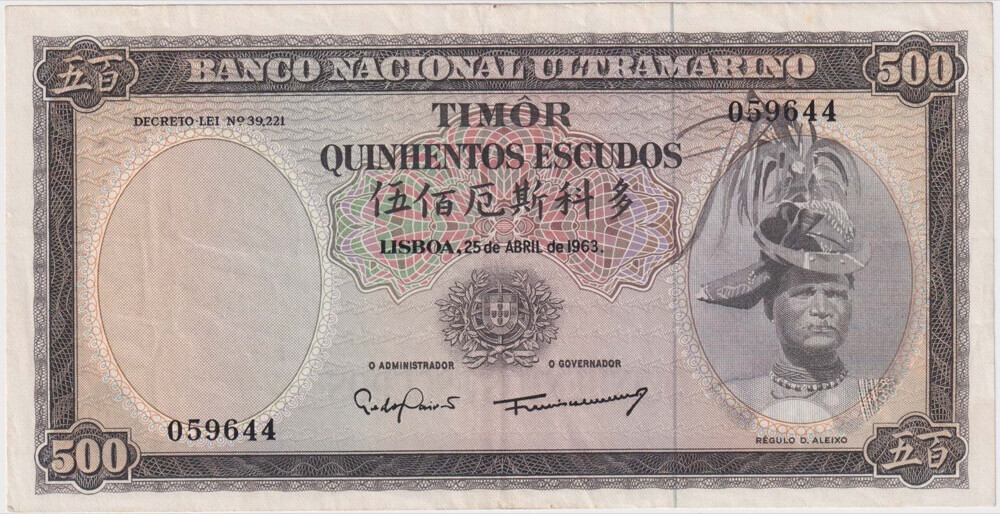 五百 BANCO NACIONAL ULTRAMARINO 500
DECRETO-LEI Nº 39,221
TIMÔR
059644
QUINHENTOS ESCUDOS
伍佰厄斯科多
LISBOA, 25 de ABRIL de 1963.
O ADMINISTRADOR O GOVERNADOR
059644
RÉGULO D. ALEIXO
500 五百